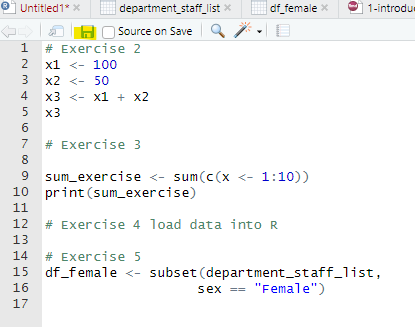 Untitled1* department_staff_list df_female 1-introduc
Source on Save
1 # Exercise 2
2 x1 <- 100
3 x2 <- 50
4 x3 <- x1 + x2
5 x3
6
7 # Exercise 3
8
9 sum_exercise <- sum(c(x <- 1:10))
10 print(sum_exercise)
11
12 # Exercise 4 load data into R
13
14 # Exercise 5
15 df_female <- subset(department_staff_list,
16 sex == "Female")
17